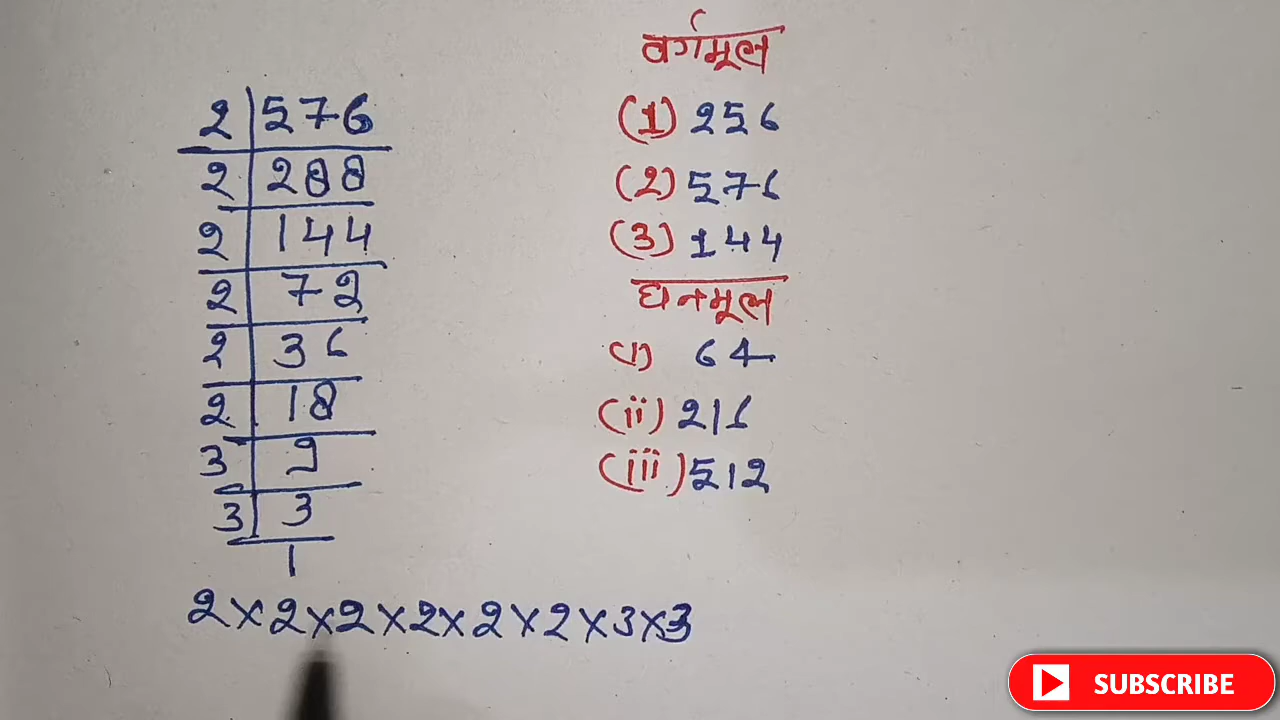 2 | 576
2 | 288
2 | 144
2 | 72
2 | 36
2 | 18
3 | 9
3 | 3
1
2×2×2×2×2×2×3×3
वर्गमूल
(1) 256
(2) 576
(3) 144
घनमूल
(i) 64
(ii) 216
(iii) 512
SUBSCRIBE